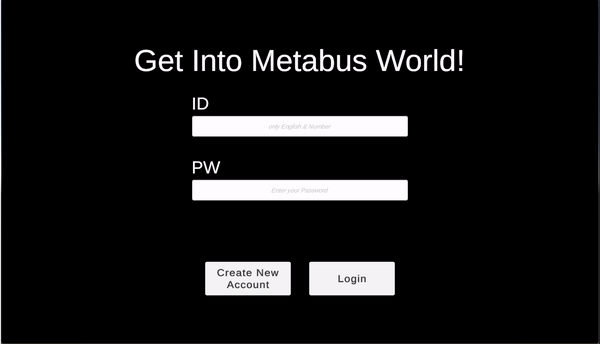 Get Into Metabus World!
ID
only English & Number
PW
Enter your Password
Create New
Account
Login